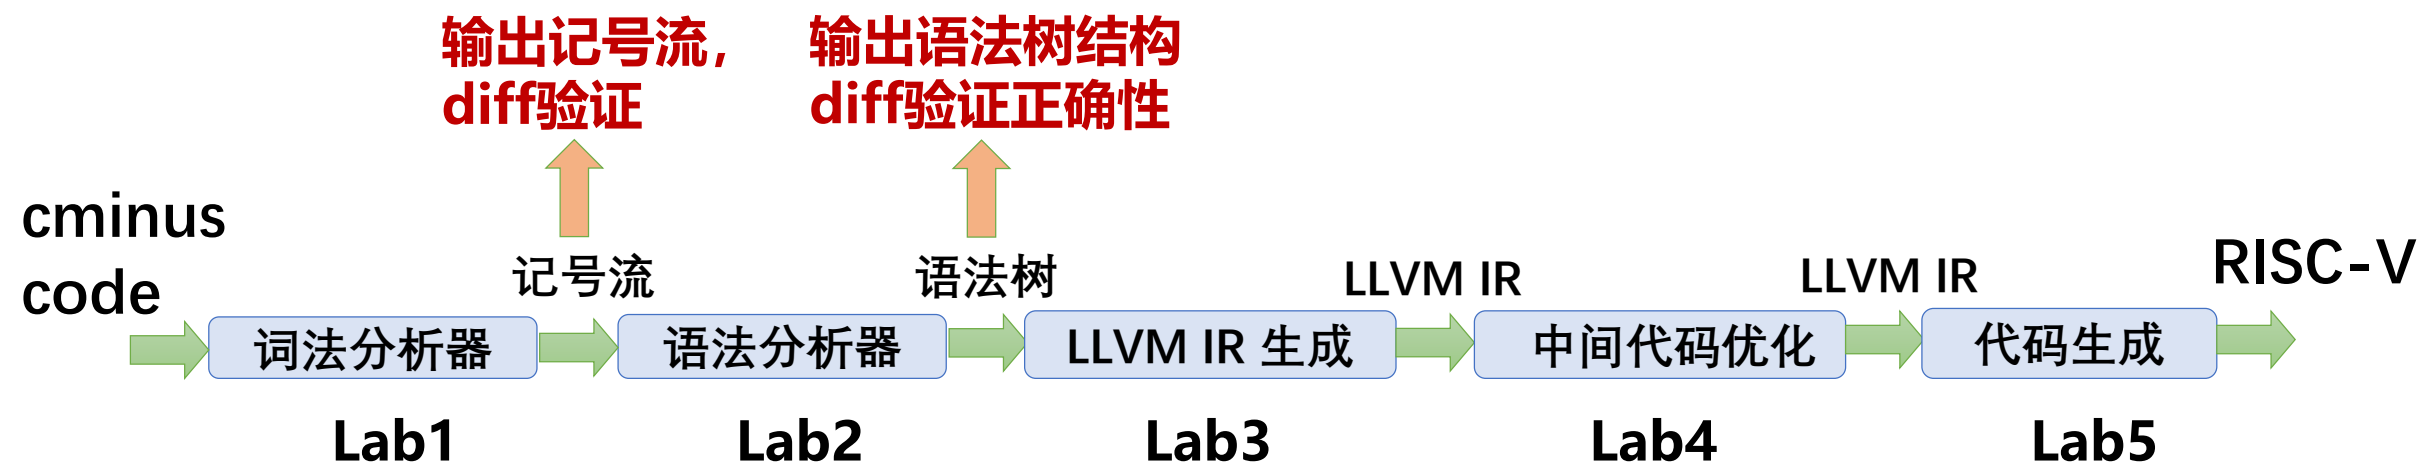 输出记号流，
diff验证
输出语法树结构
diff验证正确性
cminus
code
记号流
语法树
LLVM IR
LLVM IR
RISC-V
词法分析器
语法分析器
LLVM IR 生成
中间代码优化
代码生成
Lab1
Lab2
Lab3
Lab4
Lab5